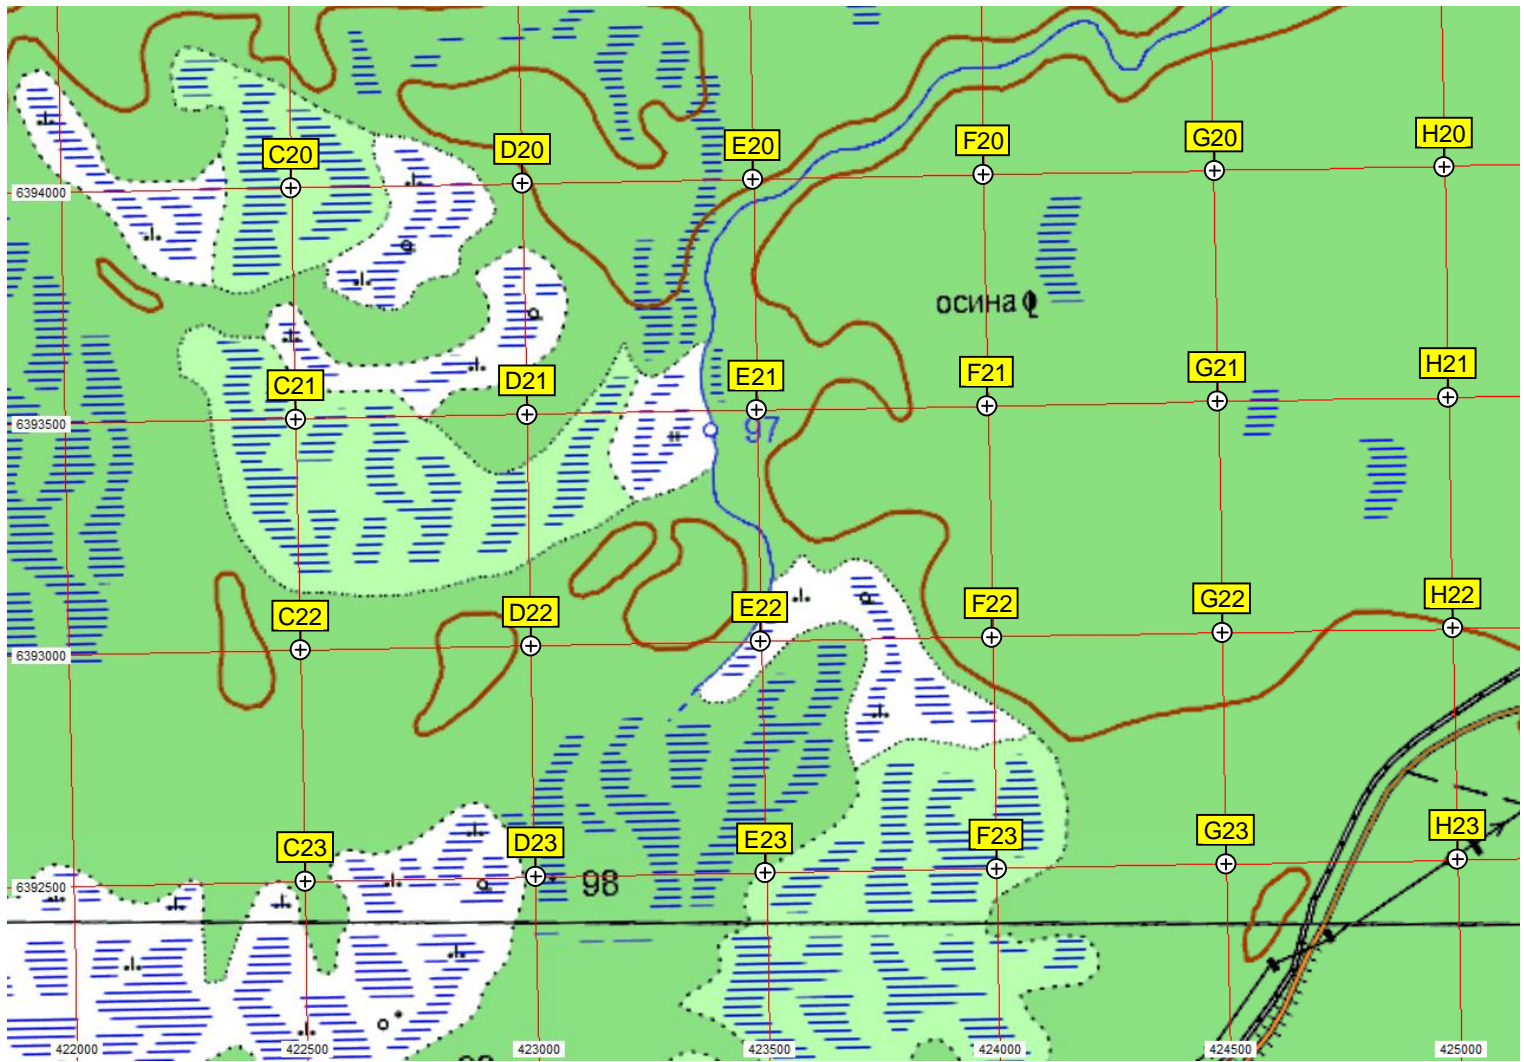 C20 D20 E20 F20 G20 H20
6394000
осина
C21 D21 E21 F21 G21 H21
6393500
97
C22 D22 E22 F22 G22 H22
6393000
C23 D23 E23 F23 G23 H23
6392500
98
422000 422500 423000 423500 424000 424500 425000